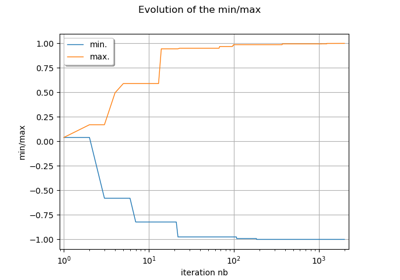 Evolution of the min/max
min.
max.
1.00
0.75
0.50
0.25
0.00
−0.25
−0.50
−0.75
−1.00
min/max
10⁰
10¹
10²
10³
iteration nb